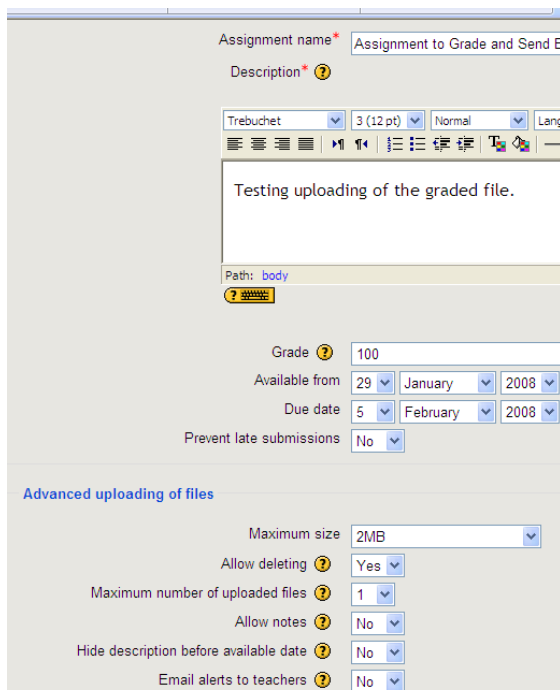 Assignment name* Assignment to Grade and Send
Description* ?
Trebuchet 3 (12 pt) Normal Lang
Testing uploading of the graded file.
Path: body
?
Grade ? 100
Available from 29 January 2008
Due date 5 February 2008
Prevent late submissions No
Advanced uploading of files
Maximum size 2MB
Allow deleting ? Yes
Maximum number of uploaded files ? 1
Allow notes ? No
Hide description before available date ? No
Email alerts to teachers ? No